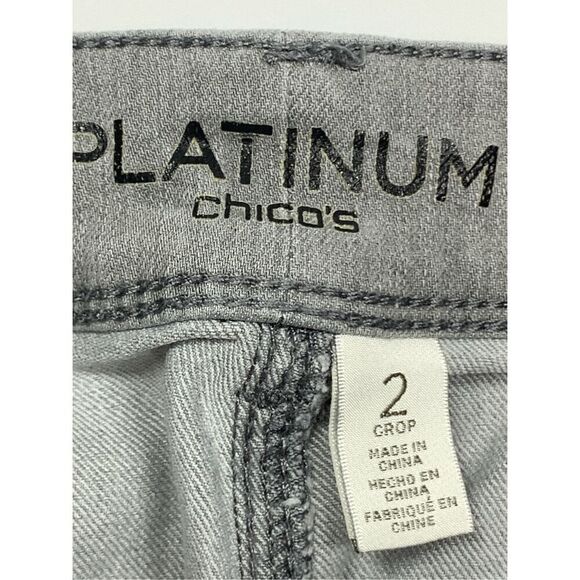 PLATINUM
chico's
2
CROP
MADE IN
CHINA
HECHO EN
CHINA
FABRIQUÉ EN
CHINE